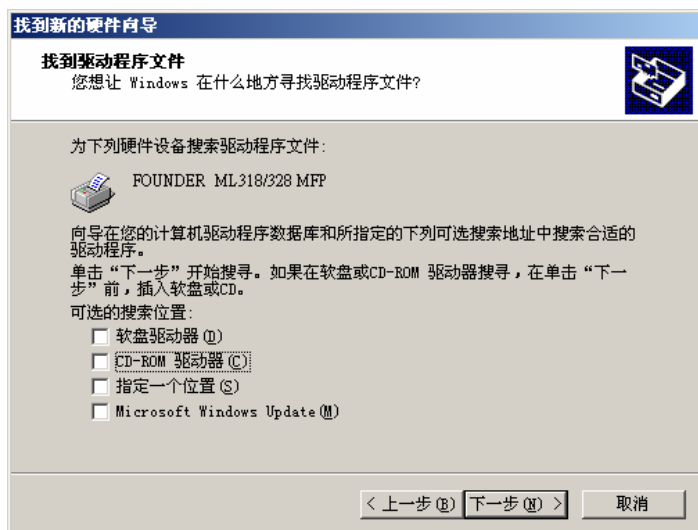 找到新的硬件向导
找到驱动程序文件
您想让 Windows 在什么地方寻找驱动程序文件?
为下列硬件设备搜索驱动程序文件:
FOUNDER ML318/328 MFP
向导在您的计算机驱动程序数据库和所指定的下列可选搜索地址中搜索合适的
驱动程序。
单击“下一步”开始搜寻。如果在软盘或CD-ROM 驱动器搜寻，在单击“下一
步”前，插入软盘或CD。
可选的搜索位置:
软盘驱动器(D)
CD-ROM 驱动器(C)
指定一个位置(S)
Microsoft Windows Update(M)
< 上一步(B) 下一步(N) > 取消